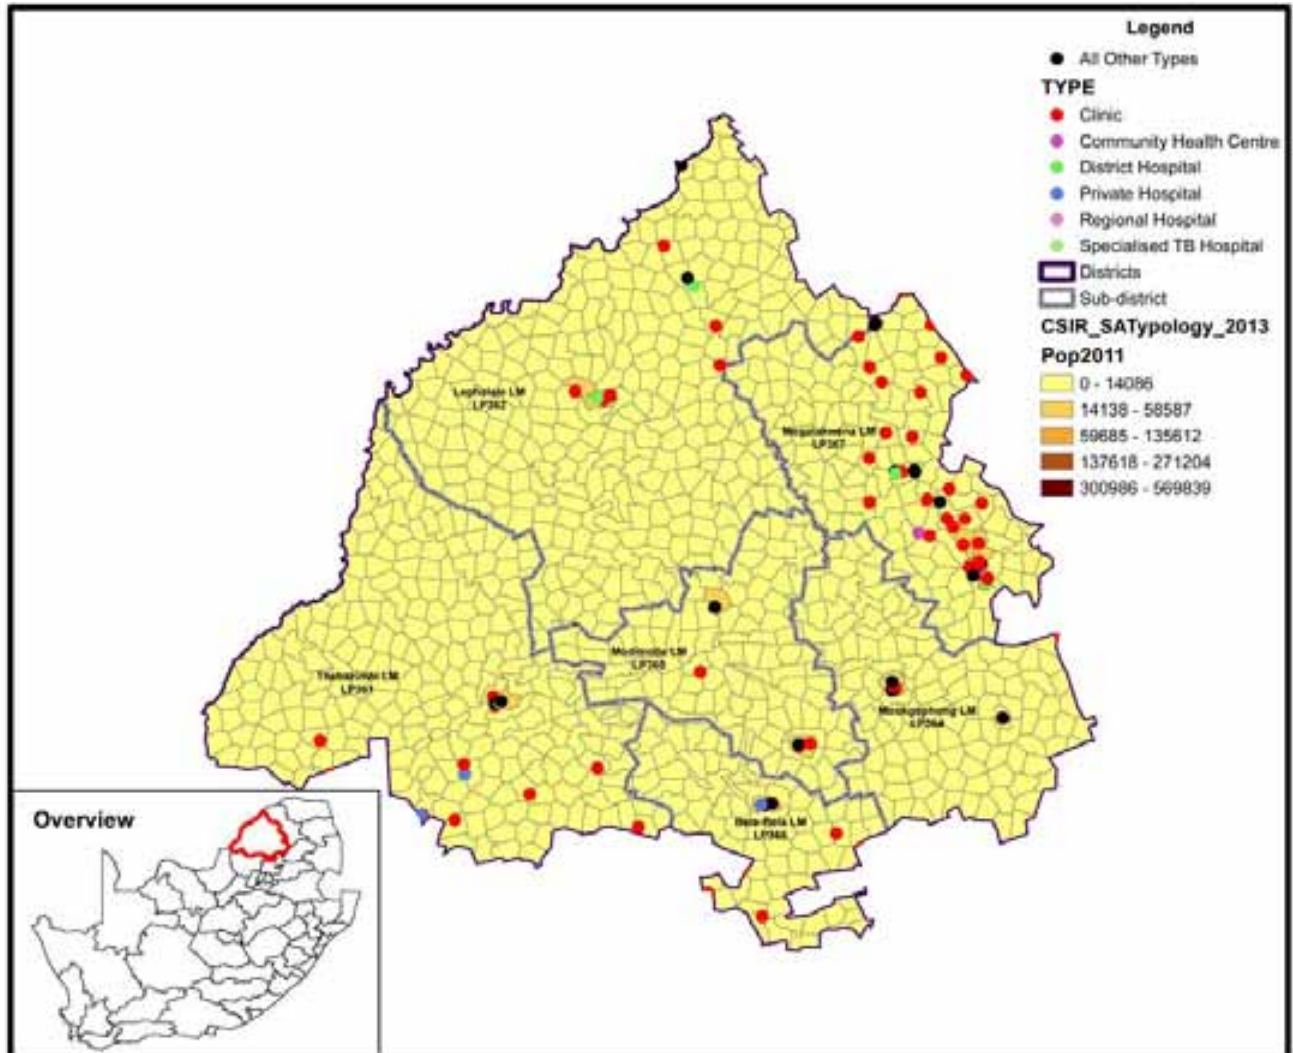 Legend
All Other Types
TYPE
Clinic
Community Health Centre
District Hospital
Private Hospital
Regional Hospital
Specialised TB Hospital
Districts
Sub-district
CSIR_SATypology_2013
Pop2011
0 - 14086
14138 - 58587
59685 - 135612
137618 - 271204
300986 - 569839
Lephalale LM
LP362
Mogalakwena LM
LP367
Modimolle LM
LP365
Thabazimbi LM
LP361
Mookgophong LM
LP364
Bela-Bela LM
LP366
Overview